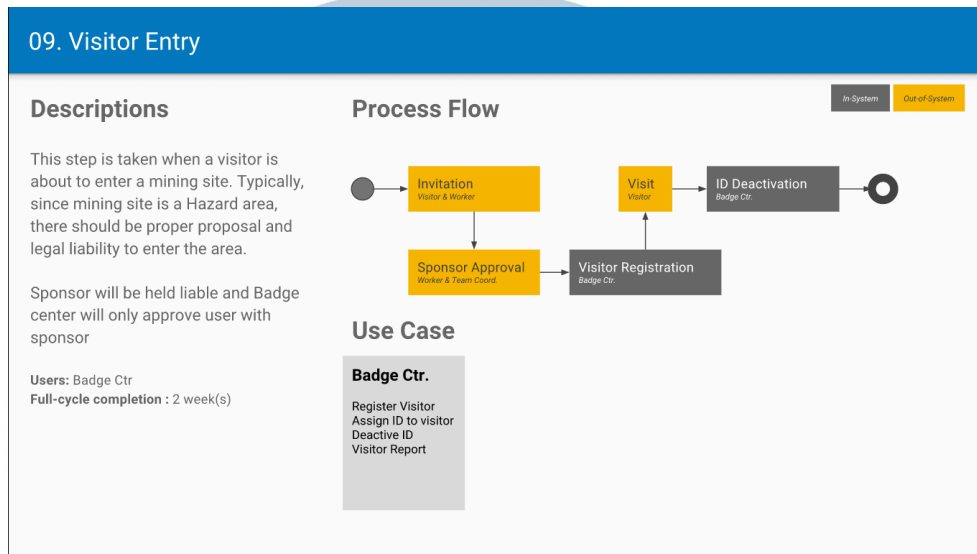 09. Visitor Entry
Descriptions
This step is taken when a visitor is
about to enter a mining site. Typically,
since mining site is a Hazard area,
there should be proper proposal and
legal liability to enter the area.
Sponsor will be held liable and Badge
center will only approve user with
sponsor
Users: Badge Ctr
Full-cycle completion : 2 week(s)
Process Flow
In-System
Out-of-System
Invitation
Visitor & Worker
Sponsor Approval
Worker & Team Coord.
Visitor Registration
Badge Ctr.
Visit
Visitor
ID Deactivation
Badge Ctr.
Use Case
Badge Ctr.
Register Visitor
Assign ID to visitor
Deactive ID
Visitor Report